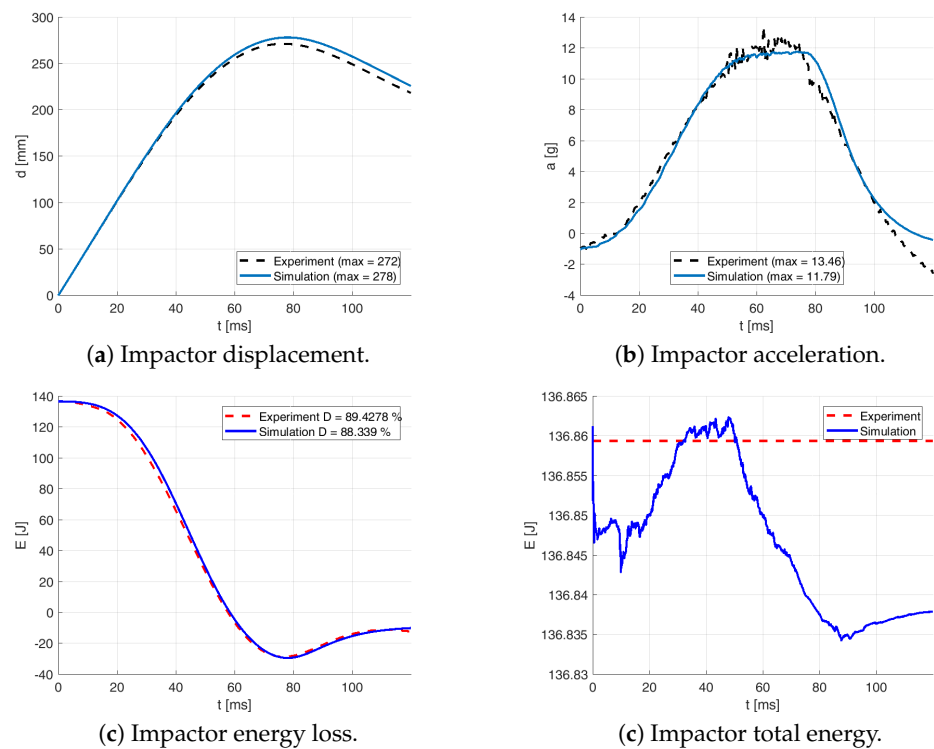 300
250
200
150
100
50
0
d [mm]
0 20 40 60 80 100
t [ms]
Experiment (max = 272)
Simulation (max = 278)
(a) Impactor displacement.
14
12
10
8
6
4
2
0
-2
-4
a [g]
0 20 40 60 80 100
t [ms]
Experiment (max = 13.46)
Simulation (max = 11.79)
(b) Impactor acceleration.
140
120
100
80
60
40
20
0
-20
-40
E [J]
0 20 40 60 80 100
t [ms]
Experiment D = 89.4278 %
Simulation D = 88.339 %
(c) Impactor energy loss.
136.865
136.86
136.855
136.85
136.845
136.84
136.835
136.83
E [J]
0 20 40 60 80 100
t [ms]
Experiment
Simulation
(c) Impactor total energy.